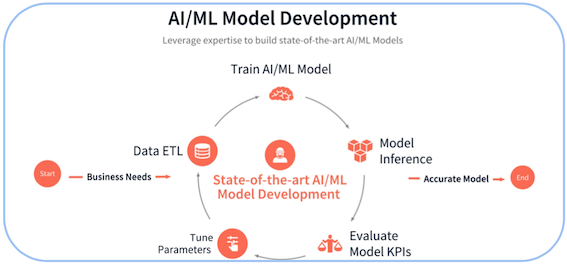 AI/ML Model Development
Leverage expertise to build state-of-the-art AI/ML Models
Train AI/ML Model
Data ETL
Model
Inference
Start
Business Needs
State-of-the-art AI/ML
Model Development
Accurate Model
End
Tune
Parameters
Evaluate
Model KPIs